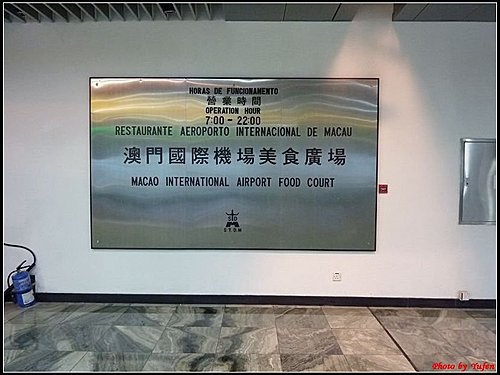 HORAS DE FUNCIONAMENTO
營業時間
OPERATION HOUR
7:00 - 22:00
RESTAURANTE AEROPORTO INTERNACIONAL DE MACAU
澳門國際機場美食廣場
MACAO INTERNATIONAL AIRPORT FOOD COURT
STDM
Photo by Yufen